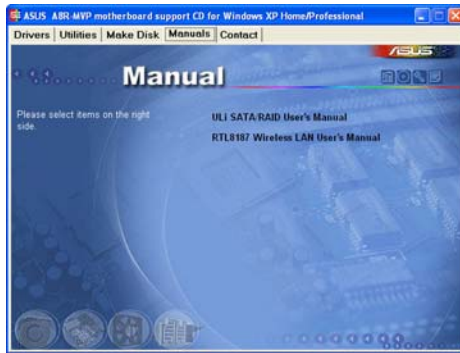 ASUS A8R-MVP motherboard support CD for Windows XP Home/Professional
Drivers Utilities Make Disk Manuals Contact
ASUS
Manual
Please select items on the right
side.
ULi SATA/RAID User's Manual
RTL8187 Wireless LAN User's Manual